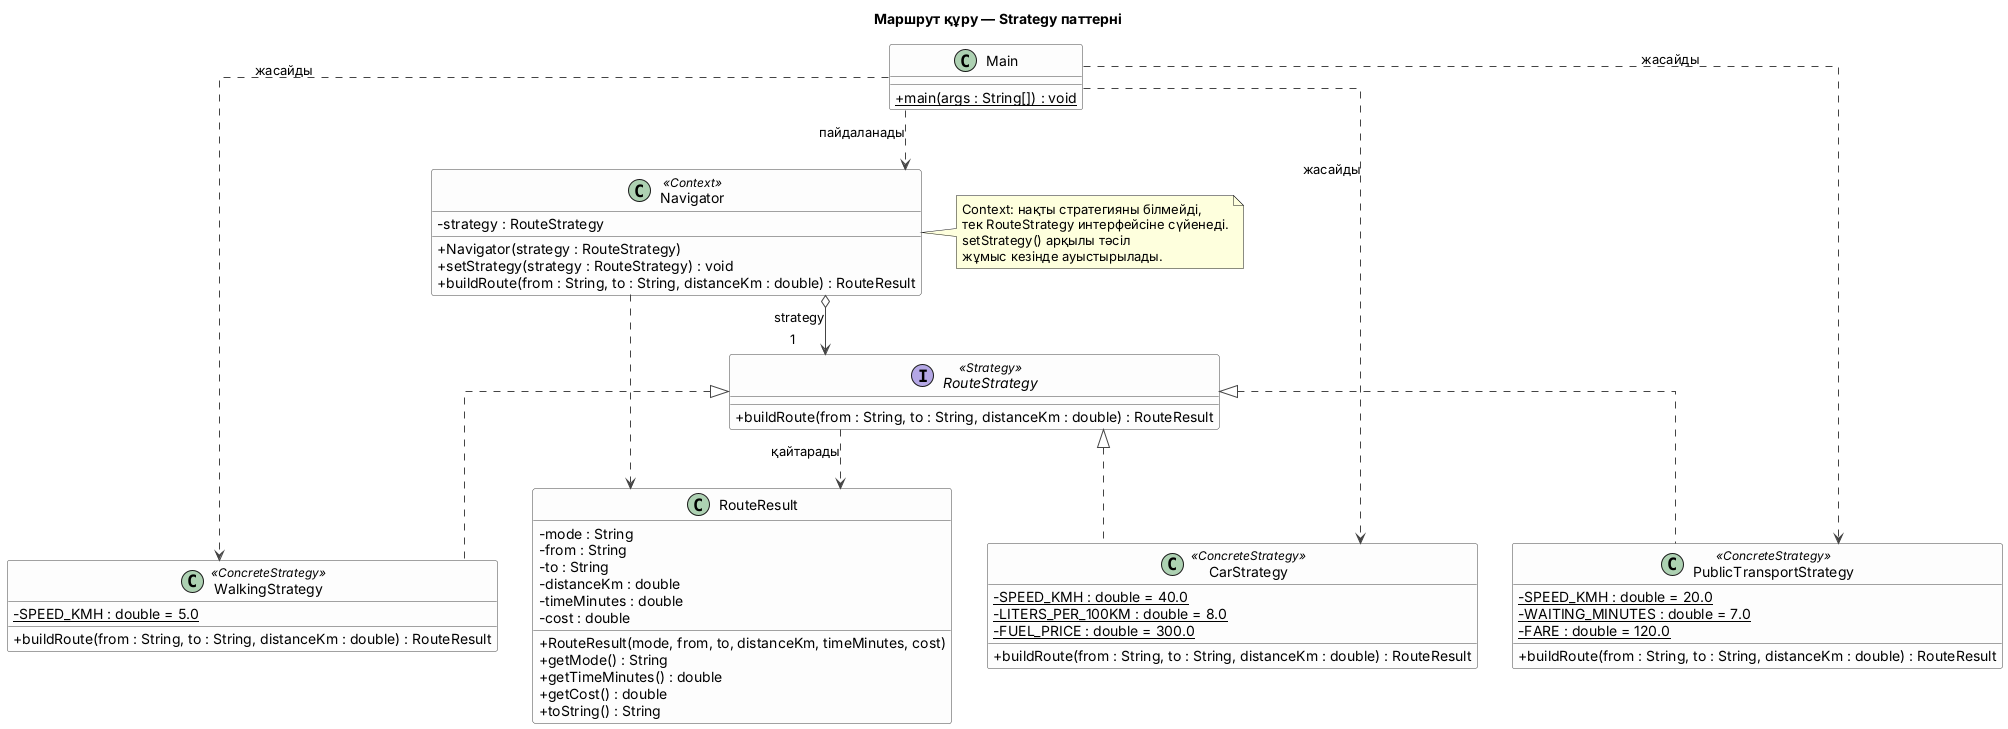 Маршрут құру — Strategy паттерні
C Main
+main(args : String[]) : void
жасайды
жасайды
пайдаланады
жасайды
«Context»
C Navigator
-strategy : RouteStrategy
+Navigator(strategy : RouteStrategy)
+setStrategy(strategy : RouteStrategy) : void
+buildRoute(from : String, to : String, distanceKm : double) : RouteResult
Context: нақты стратегияны білмейді,
тек RouteStrategy интерфейсіне сүйенеді.
setStrategy() арқылы тәсіл
жұмыс кезінде ауыстырылады.
strategy
1
«Strategy»
I RouteStrategy
+buildRoute(from : String, to : String, distanceKm : double) : RouteResult
қайтарады
«ConcreteStrategy»
C WalkingStrategy
-SPEED_KMH : double = 5.0
+buildRoute(from : String, to : String, distanceKm : double) : RouteResult
C RouteResult
-mode : String
-from : String
-to : String
-distanceKm : double
-timeMinutes : double
-cost : double
+RouteResult(mode, from, to, distanceKm, timeMinutes, cost)
+getMode() : String
+getTimeMinutes() : double
+getCost() : double
+toString() : String
«ConcreteStrategy»
C CarStrategy
-SPEED_KMH : double = 40.0
-LITERS_PER_100KM : double = 8.0
-FUEL_PRICE : double = 300.0
+buildRoute(from : String, to : String, distanceKm : double) : RouteResult
«ConcreteStrategy»
C PublicTransportStrategy
-SPEED_KMH : double = 20.0
-WAITING_MINUTES : double = 7.0
-FARE : double = 120.0
+buildRoute(from : String, to : String, distanceKm : double) : RouteResult